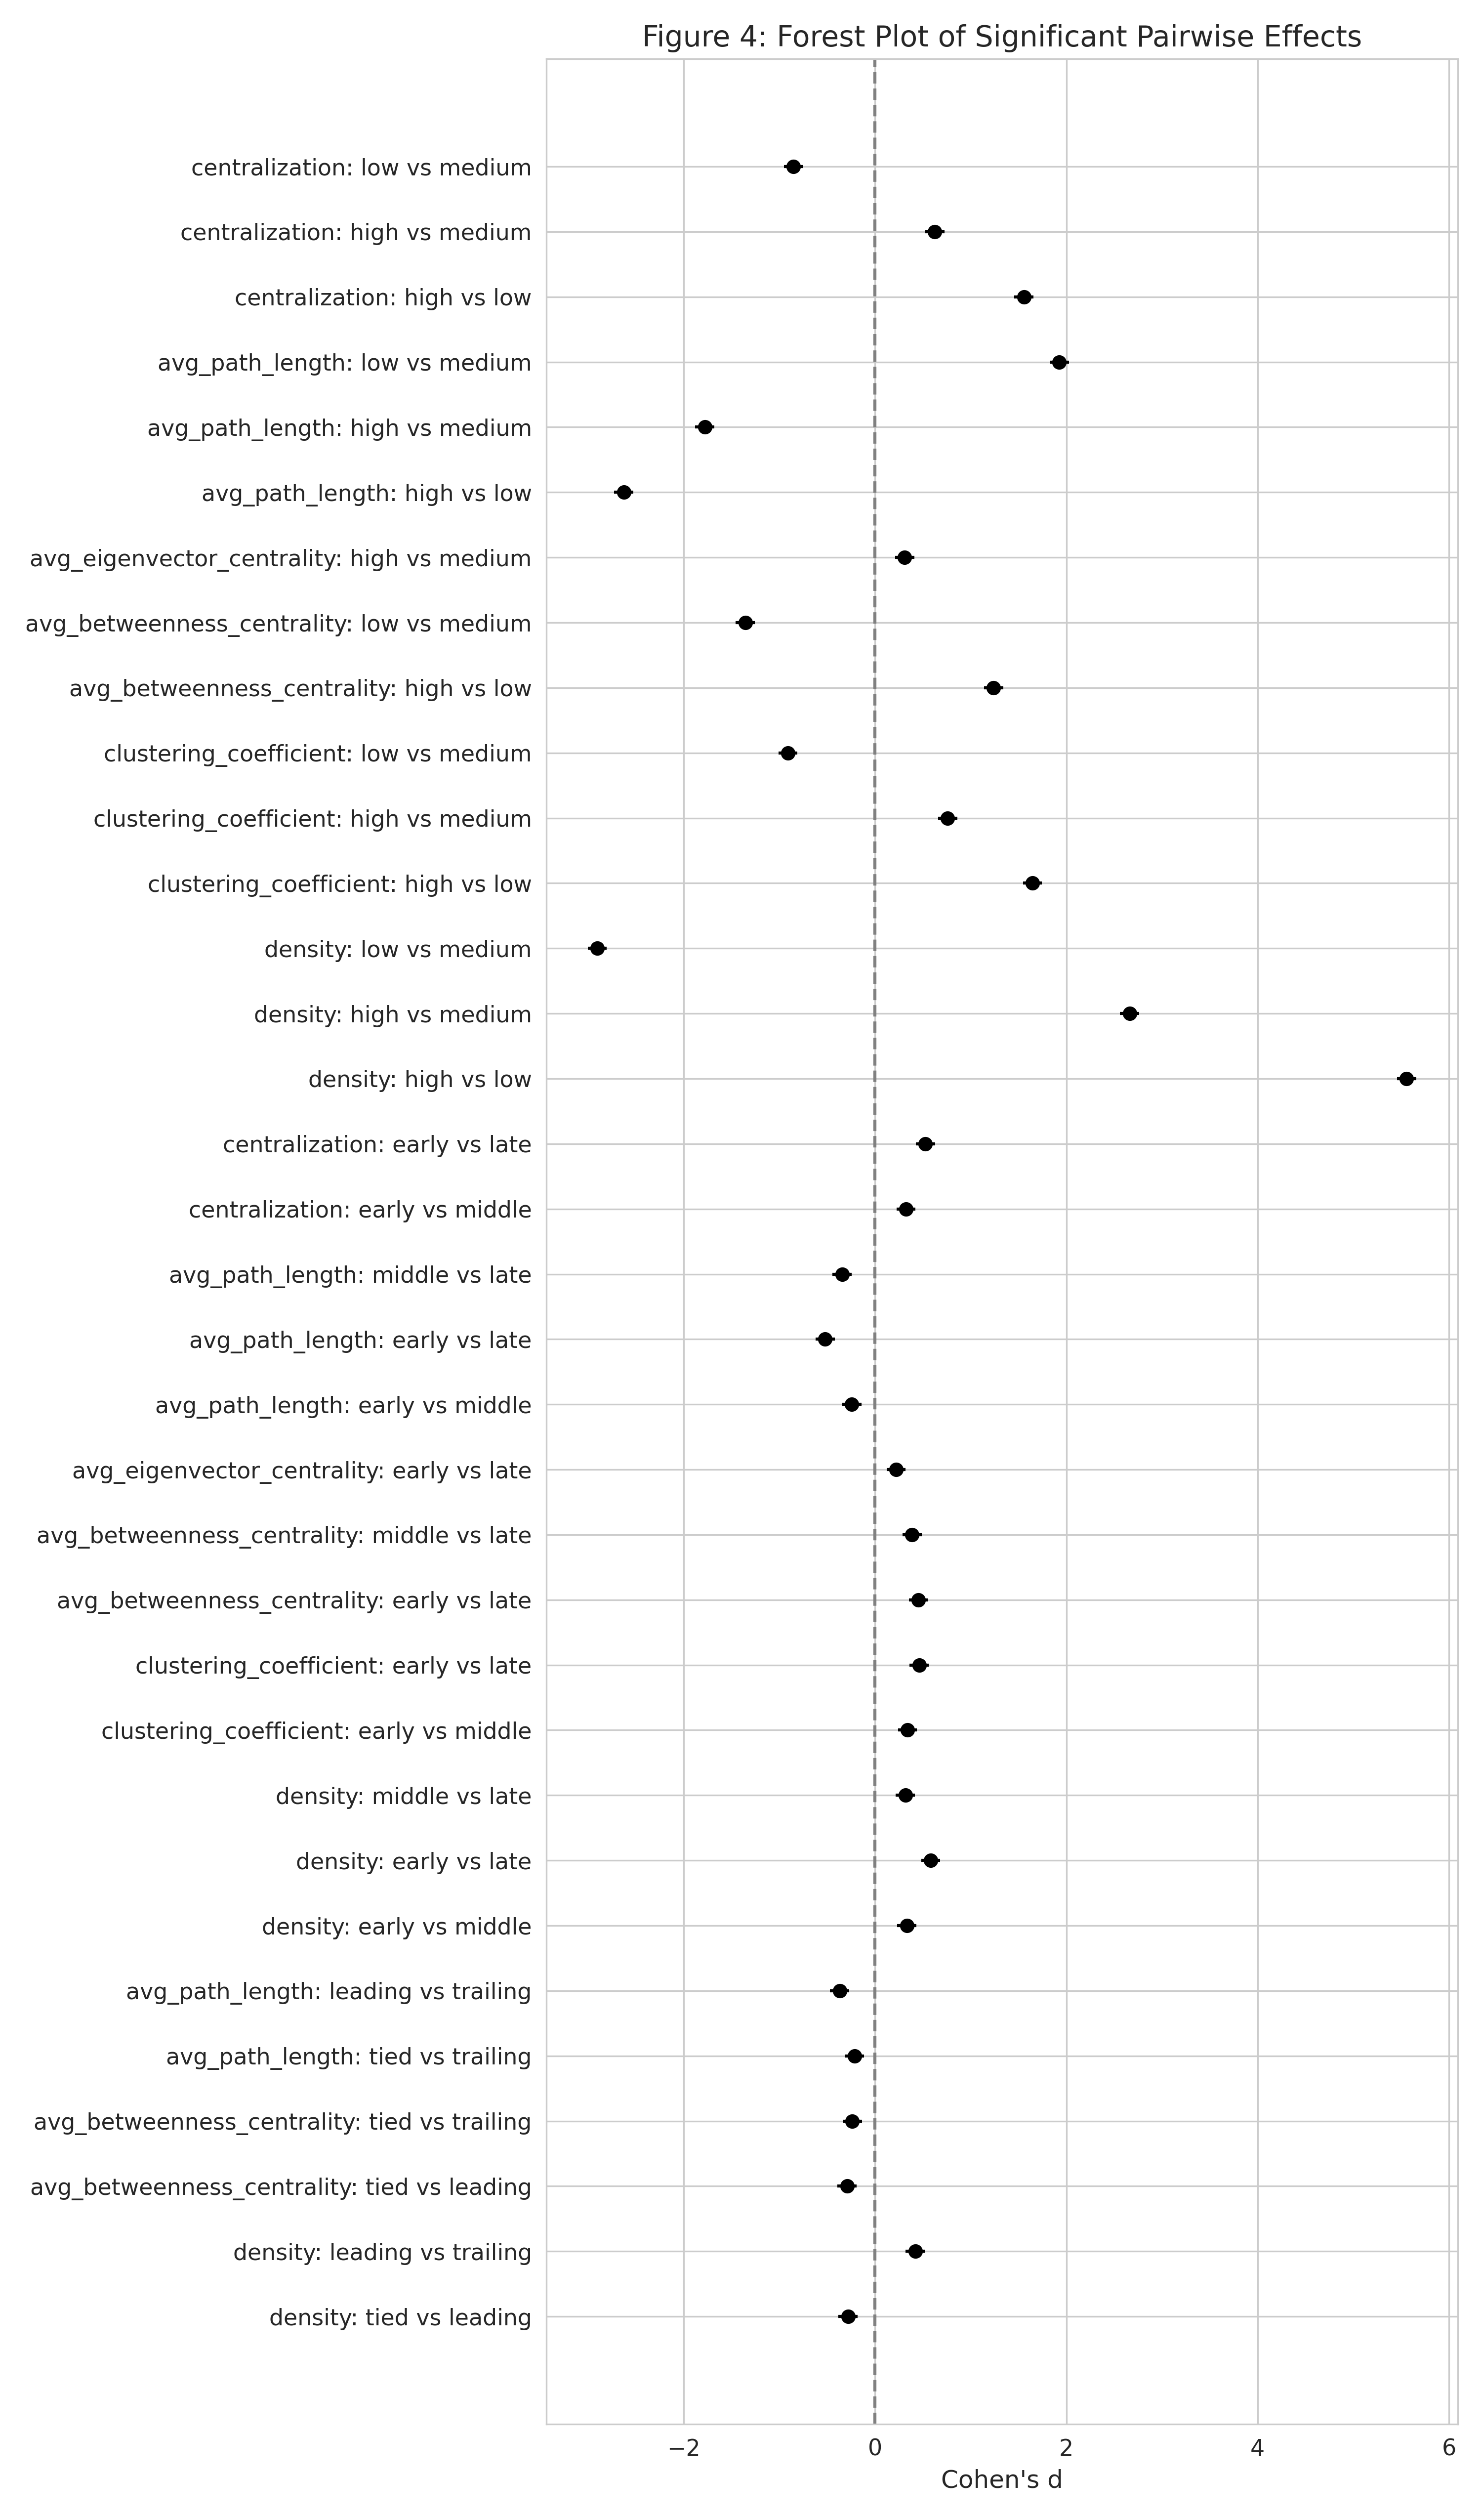 Figure 4: Forest Plot of Significant Pairwise Effects
centralization: low vs medium
centralization: high vs medium
centralization: high vs low
avg_path_length: low vs medium
avg_path_length: high vs medium
avg_path_length: high vs low
avg_eigenvector_centrality: high vs medium
avg_betweenness_centrality: low vs medium
avg_betweenness_centrality: high vs low
clustering_coefficient: low vs medium
clustering_coefficient: high vs medium
clustering_coefficient: high vs low
density: low vs medium
density: high vs medium
density: high vs low
centralization: early vs late
centralization: early vs middle
avg_path_length: middle vs late
avg_path_length: early vs late
avg_path_length: early vs middle
avg_eigenvector_centrality: early vs late
avg_betweenness_centrality: middle vs late
avg_betweenness_centrality: early vs late
clustering_coefficient: early vs late
clustering_coefficient: early vs middle
density: middle vs late
density: early vs late
density: early vs middle
avg_path_length: leading vs trailing
avg_path_length: tied vs trailing
avg_betweenness_centrality: tied vs trailing
avg_betweenness_centrality: tied vs leading
density: leading vs trailing
density: tied vs leading
−2 0 2 4 6
Cohen's d